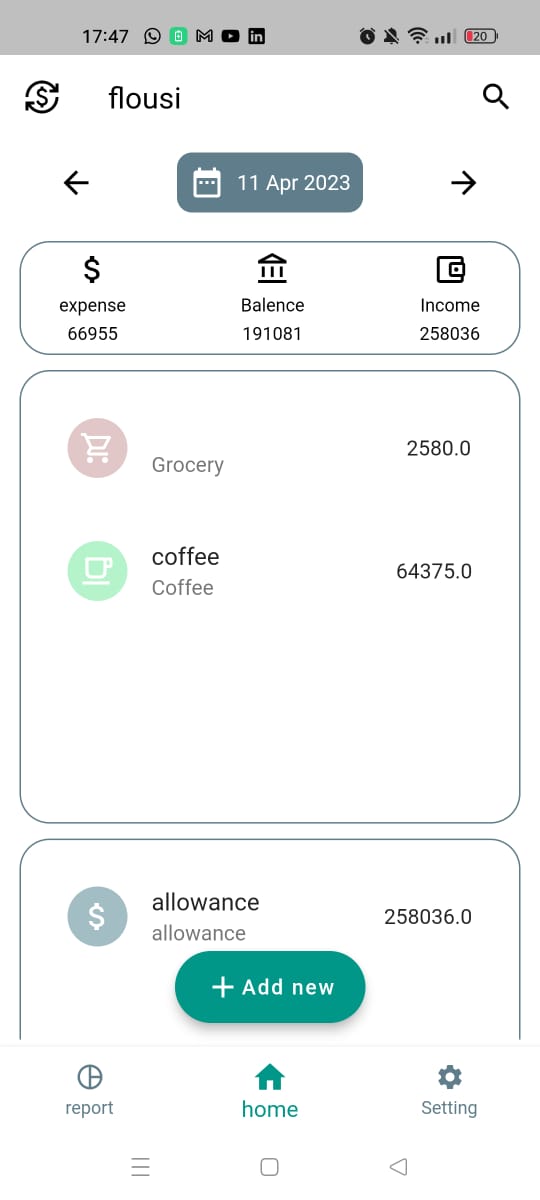 17:47
20
flousi
11 Apr 2023
expense Balence Income
66955 191081 258036
2580.0
Grocery
coffee
64375.0
Coffee
allowance
258036.0
allowance
+ Add new
report home Setting